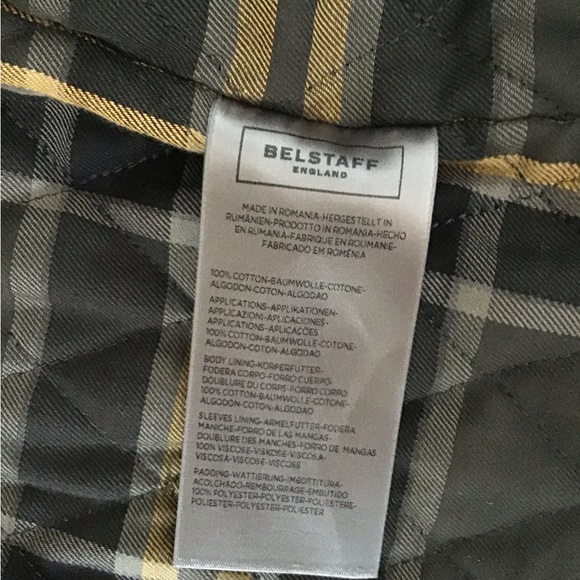 BELSTAFF
ENGLAND
MADE IN ROMANIA-HERGESTELLT IN
RUMÄNIEN-PRODOTTO IN ROMANIA-HECHO
EN RUMANIA-FABRIQUE EN ROUMANIE-
FABRICADO EM ROMÉNIA
100% COTTON-BAUMWOLLE-COTONE-
ALGODON-COTON-ALGODAO
APPLICATIONS-APPLIKATIONEN-
APPLICAZIONI-APLICACIONES-
APPLICATIONS-APLICAÇÕES
100% COTTON-BAUMWOLLE-COTONE-
ALGODON-COTON-ALGODAO
BODY LINING-KÖRPERFUTTER-
FODERA CORPO-FORRO CUERPO-
DOUBLURE DU CORPS-FORRO CORPO
100% COTTON-BAUMWOLLE-COTONE-
ALGODON-COTON-ALGODAO
SLEEVES LINING-ÄRMELFUTTER-FODERA
MANICHE-FORRO DE LAS MANGAS-
DOUBLURE DES MANCHES-FORRO DE MANGAS
100% VISCOSE-VISKOSE-VISCOSA-
VISCOSA-VISCOSE-VISCOSE
PADDING-WATTIERUNG-IMBOTTITURA-
ACOLCHADO-REMBOURRAGE-EMBUTIDO
100% POLYESTER-POLYESTER-POLIESTERE-
POLIESTER-POLYESTER-POLIESTER